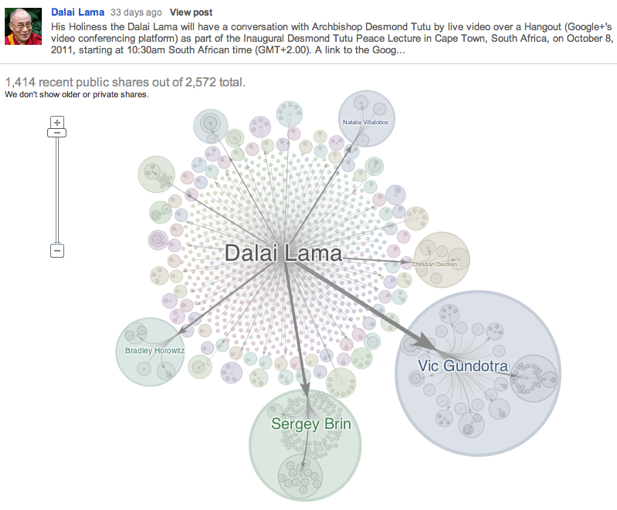 Dalai Lama 33 days ago View post
His Holiness the Dalai Lama will have a conversation with Archbishop Desmond Tutu by live video over a Hangout (Google+'s
video conferencing platform) as part of the Inaugural Desmond Tutu Peace Lecture in Cape Town, South Africa, on October 8,
2011, starting at 10:30am South African time (GMT+2.00). A link to the Goog...
1,414 recent public shares out of 2,572 total.
We don't show older or private shares.
+
−
−
Natalie Villalobos
Dalai Lama
Christian Oestlien
Bradley Horowitz
Vic Gundotra
Sergey Brin